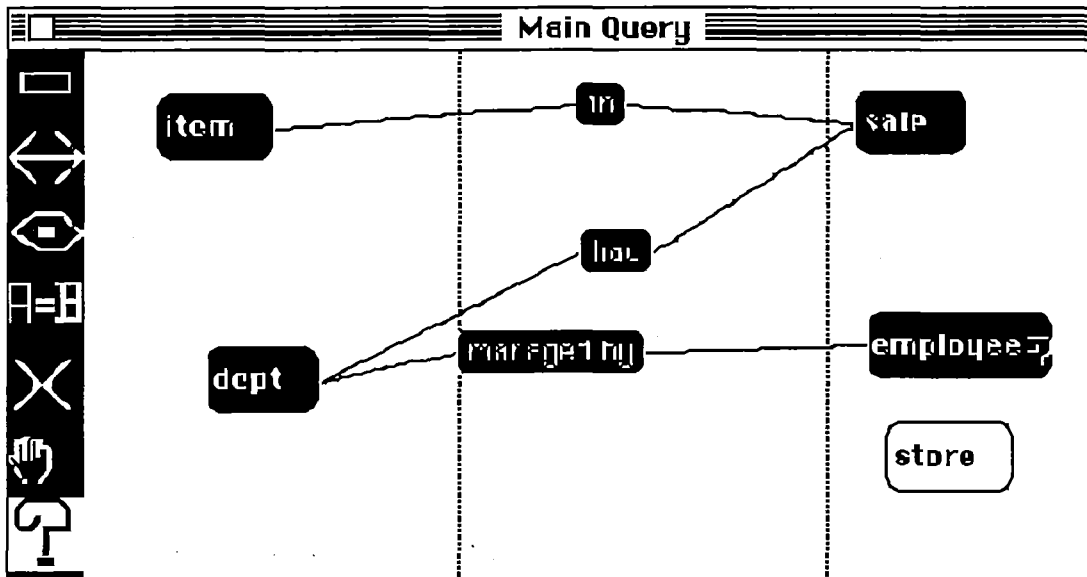 Main Query
item
in
sale
has
A=B
managed by
employee?
dept
store